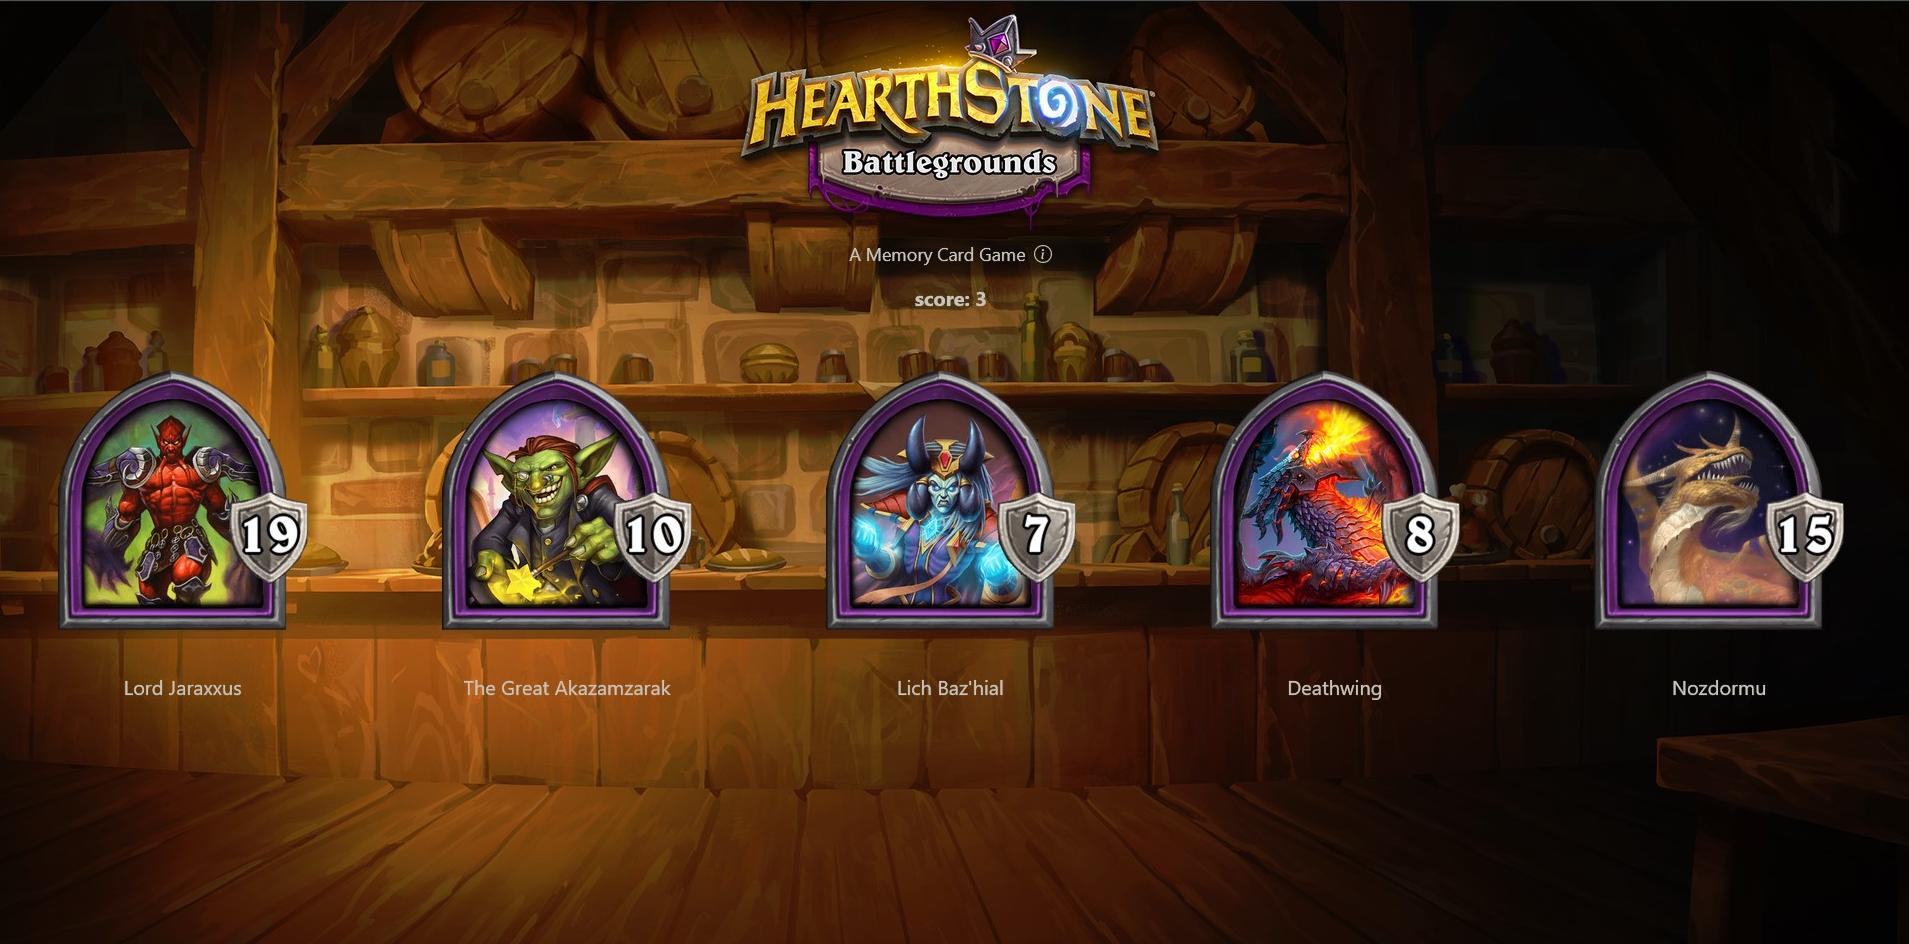 HEARTHSTONE
Battlegrounds
A Memory Card Game
score: 3
19
10
7
8
15
Lord Jaraxxus
The Great Akazamzarak
Lich Baz'hial
Deathwing
Nozdormu